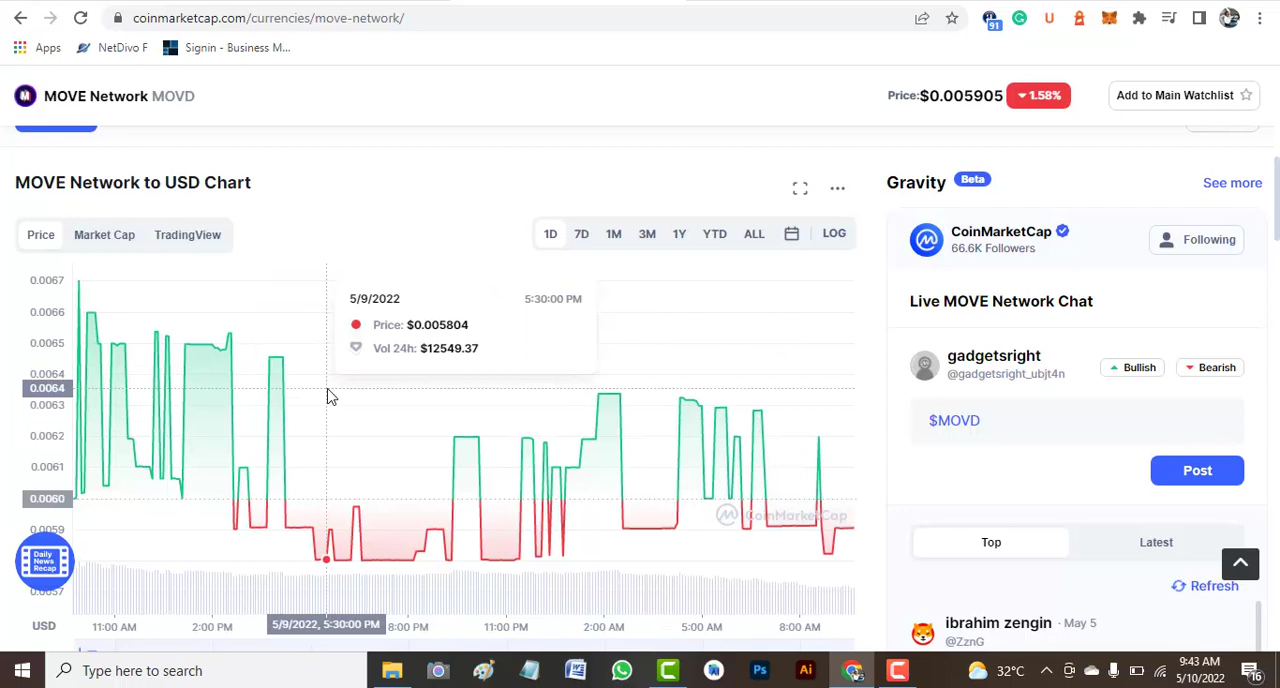 coinmarketcap.com/currencies/move-network/
91
Apps
NetDivo F
Signin - Business M...
MOVE Network MOVD
Price:$0.005905
1.58%
Add to Main Watchlist
MOVE Network to USD Chart
Price
Market Cap
TradingView
1D
7D
1M
3M
1Y
YTD
ALL
LOG
0.0067
0.0066
0.0065
0.0064
0.0064
0.0063
0.0062
0.0061
0.0060
0.0059
0.0057
5/9/2022
5:30:00 PM
Price: $0.005804
Vol 24h: $12549.37
CoinMarketCap
Daily
News
Recap
USD
11:00 AM
2:00 PM
5/9/2022, 5:30:00 PM
8:00 PM
11:00 PM
2:00 AM
5:00 AM
8:00 AM
Gravity
Beta
See more
CoinMarketCap
66.6K Followers
Following
Live MOVE Network Chat
gadgetsright
@gadgetsright_ubjt4n
Bullish
Bearish
$MOVD
Post
Top
Latest
Refresh
ibrahim zengin · May 5
@ZznG
Type here to search
Ps
Ai
32°C
9:43 AM
5/10/2022
16